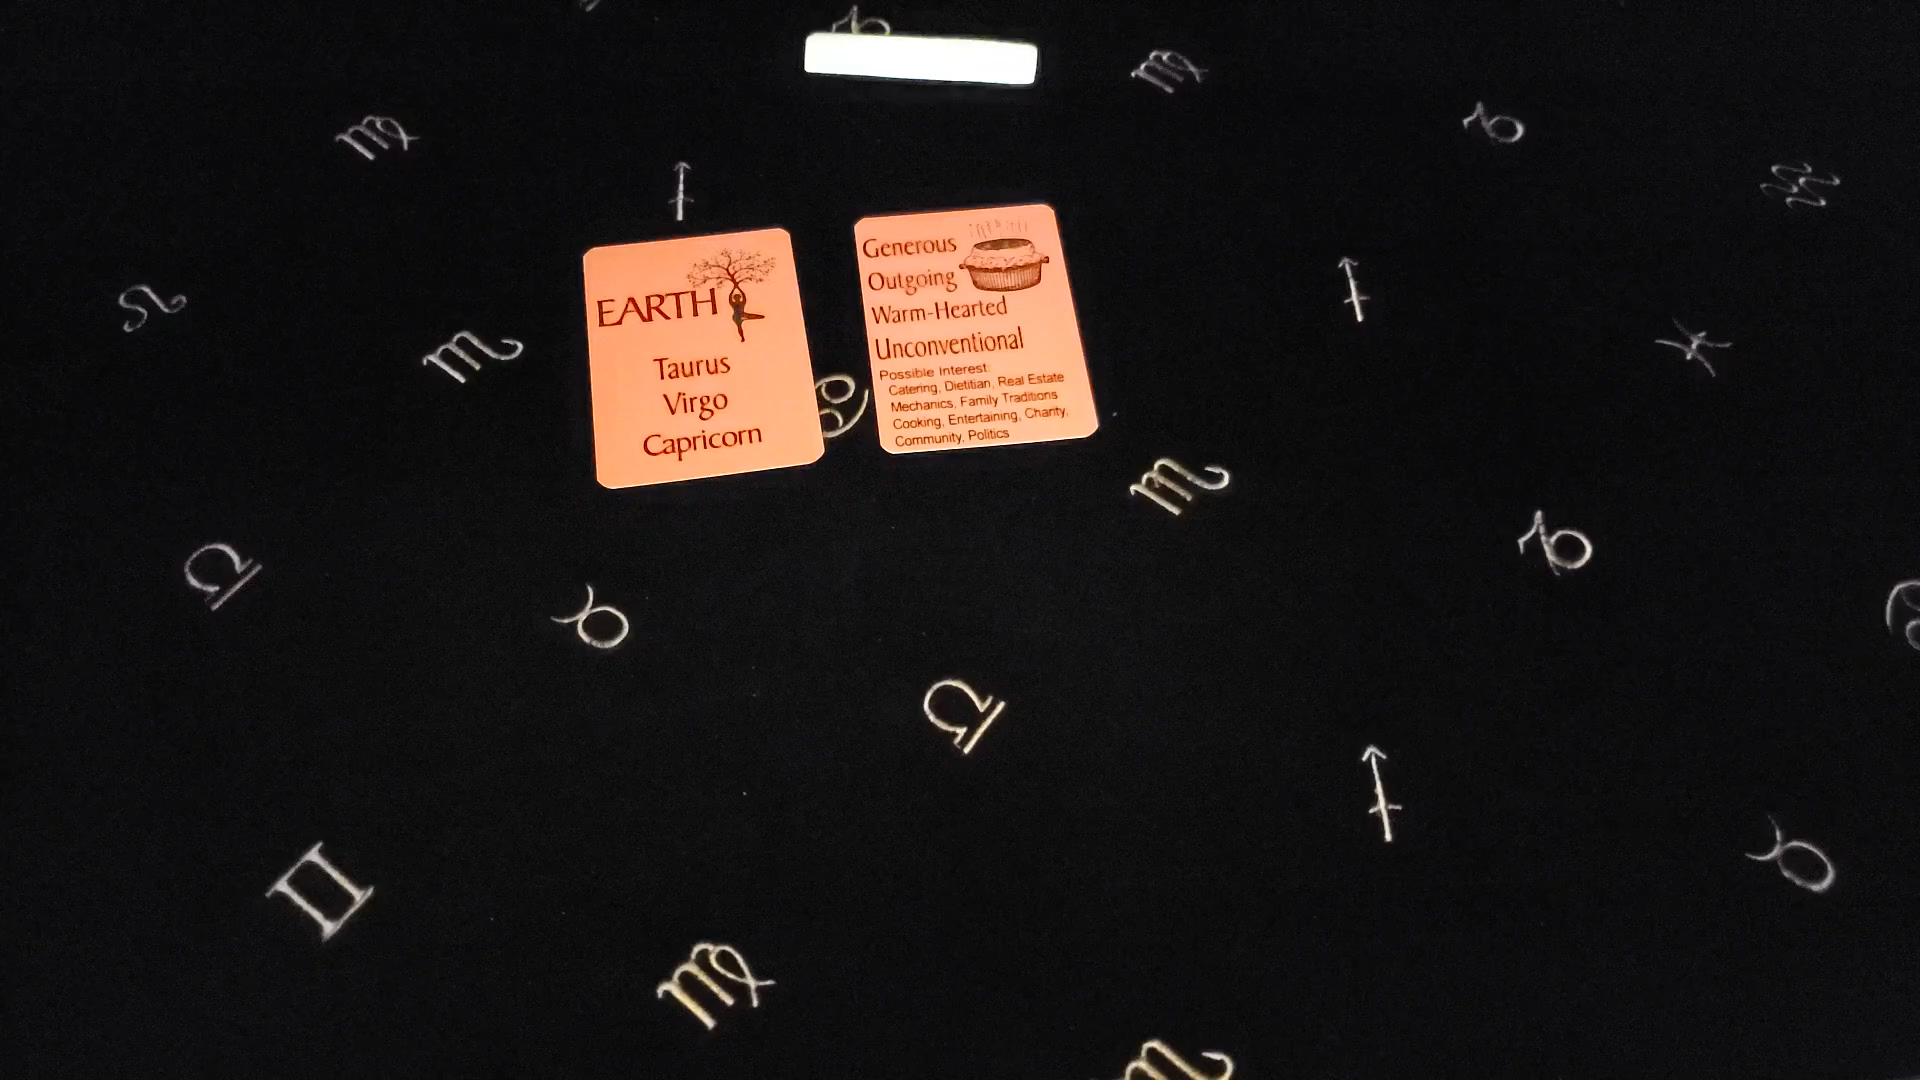 EARTH
Taurus
Virgo
Capricorn
Generous
Outgoing
Warm-Hearted
Unconventional
Possible Interest:
Catering, Dietitian, Real Estate
Mechanics, Family Traditions
Cooking, Entertaining, Charity,
Community, Politics